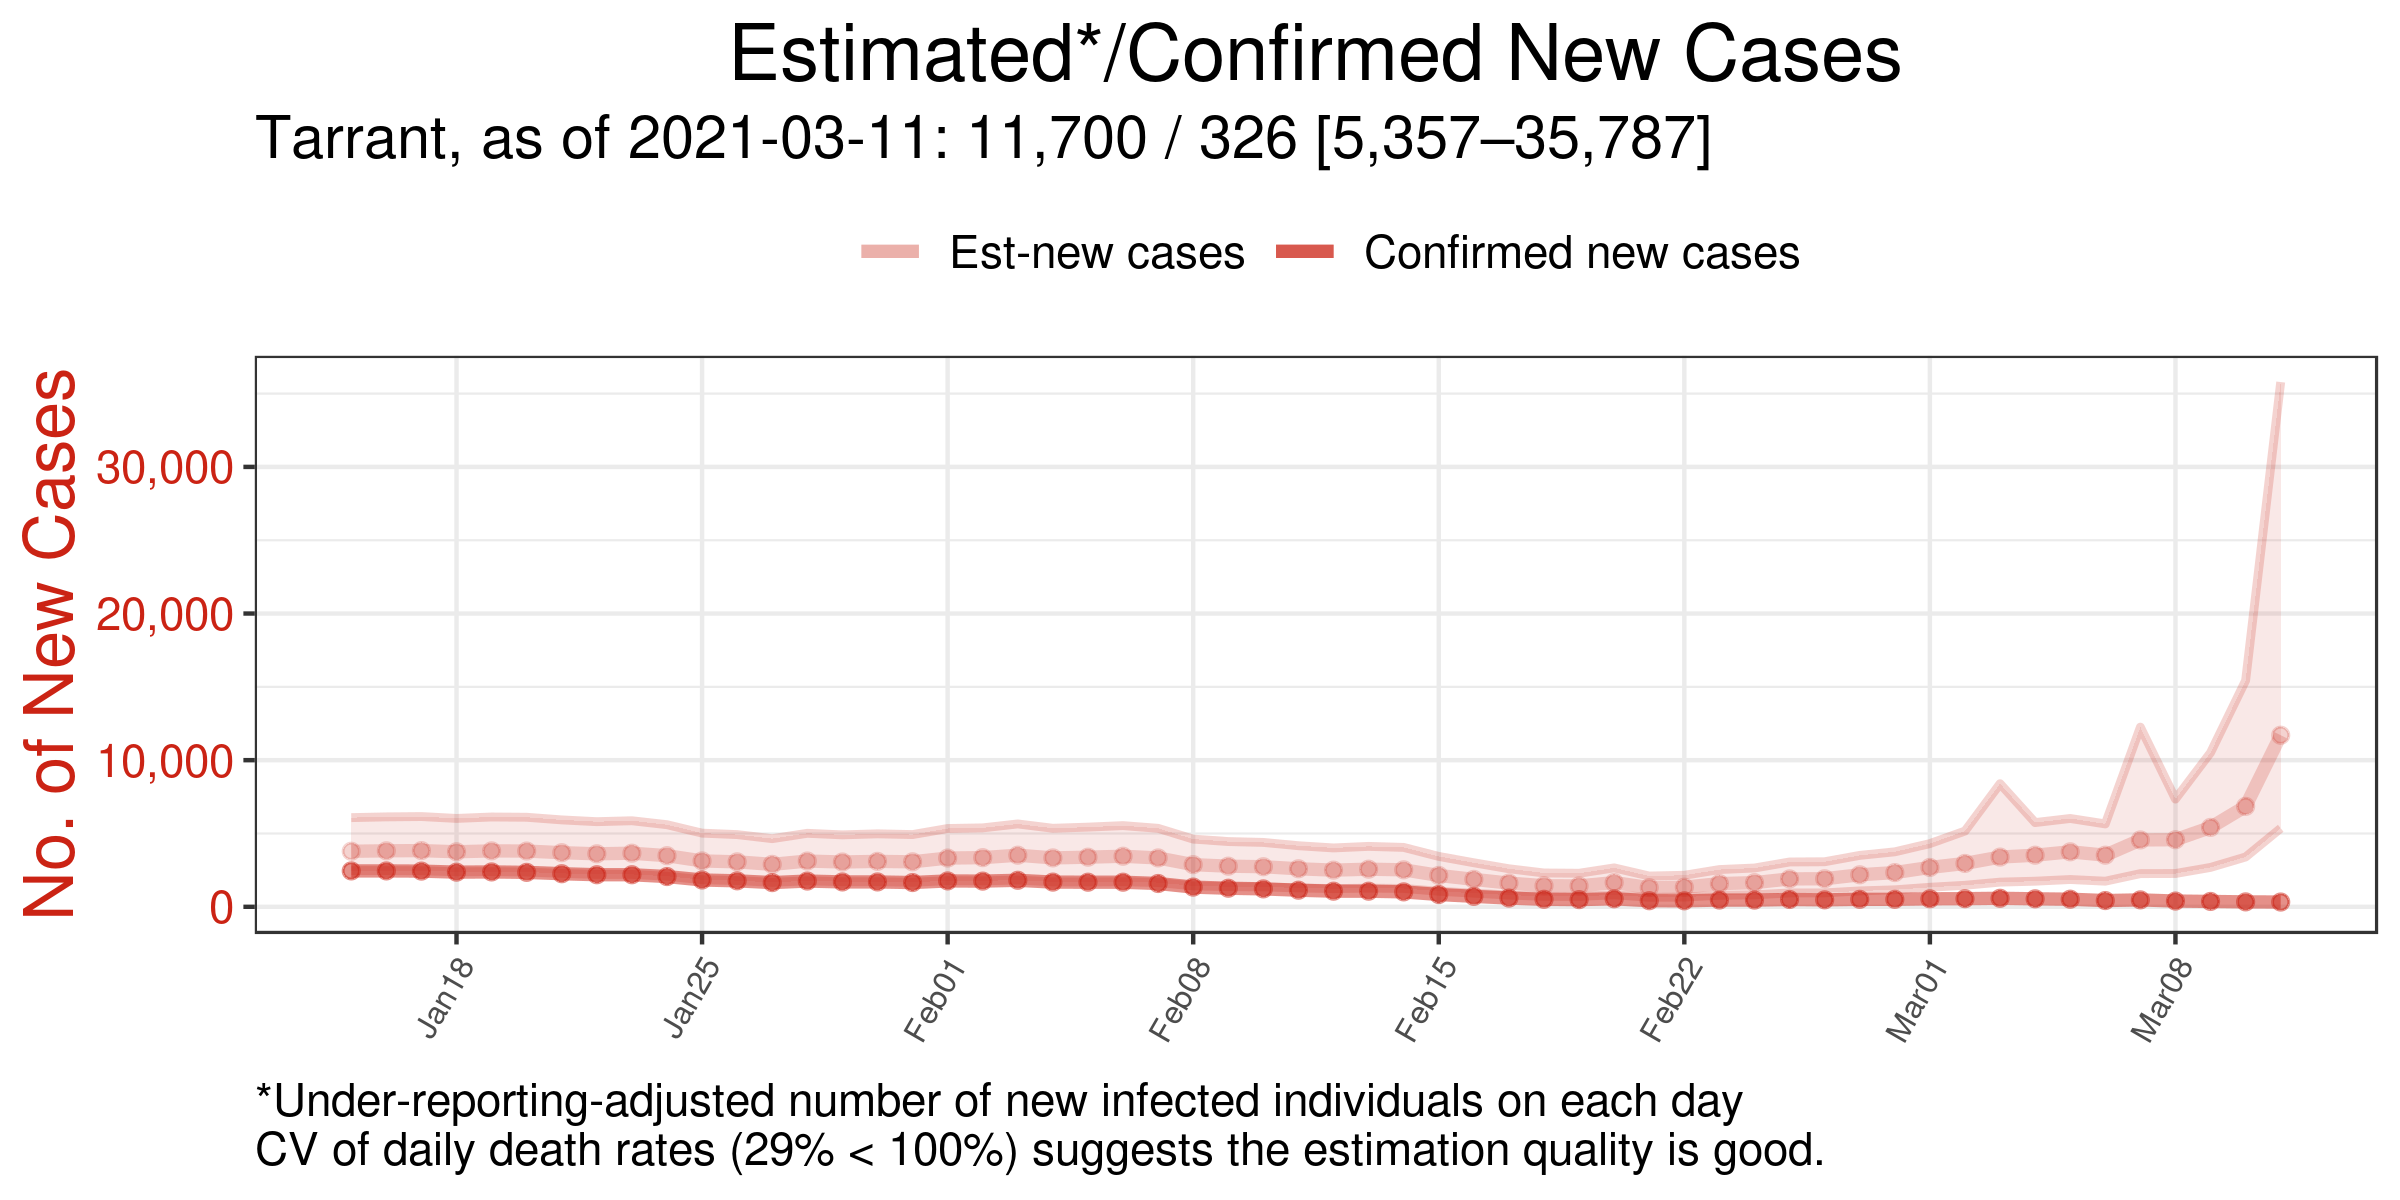 Estimated*/Confirmed New Cases
Tarrant, as of 2021-03-11: 11,700 / 326 [5,357–35,787]
Est-new cases
Confirmed new cases
No. of New Cases
30,000
20,000
10,000
0
Jan18
Jan25
Feb01
Feb08
Feb15
Feb22
Mar01
Mar08
*Under-reporting-adjusted number of new infected individuals on each day
CV of daily death rates (29% < 100%) suggests the estimation quality is good.